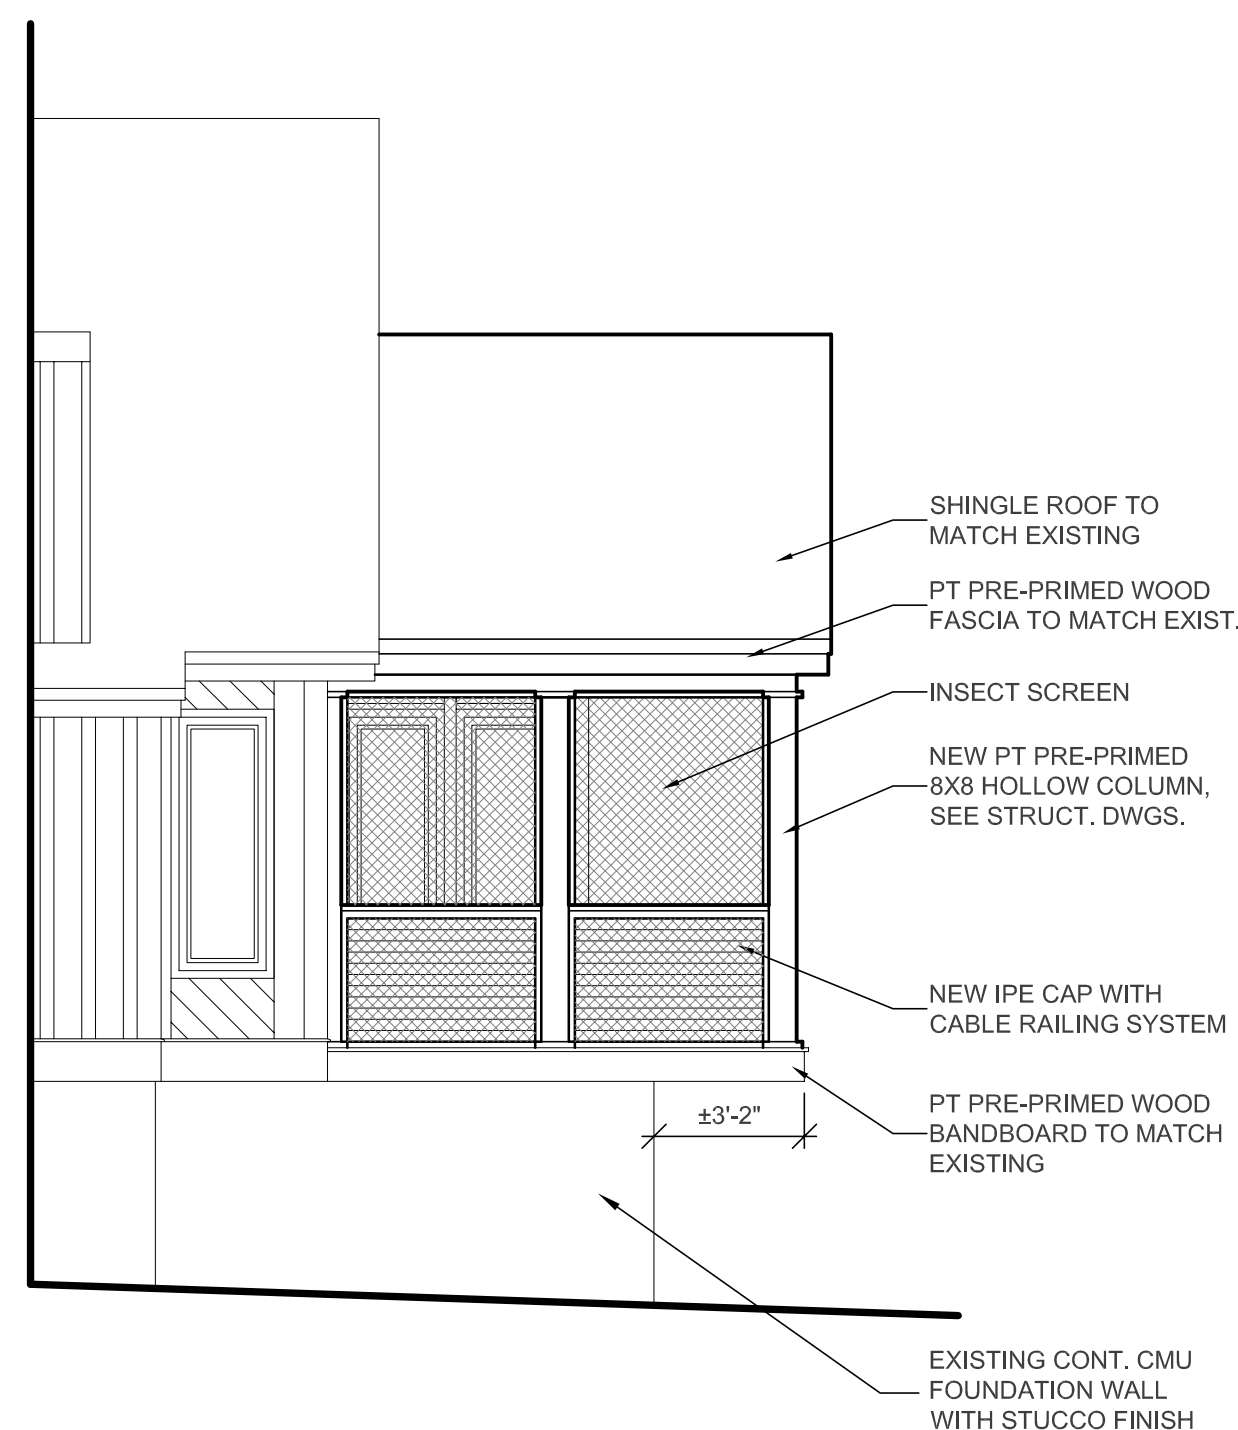 SHINGLE ROOF TO
MATCH EXISTING
PT PRE-PRIMED WOOD
FASCIA TO MATCH EXIST.
INSECT SCREEN
NEW PT PRE-PRIMED
8X8 HOLLOW COLUMN,
SEE STRUCT. DWGS.
NEW IPE CAP WITH
CABLE RAILING SYSTEM
PT PRE-PRIMED WOOD
BANDBOARD TO MATCH
EXISTING
±3'-2"
EXISTING CONT. CMU
FOUNDATION WALL
WITH STUCCO FINISH